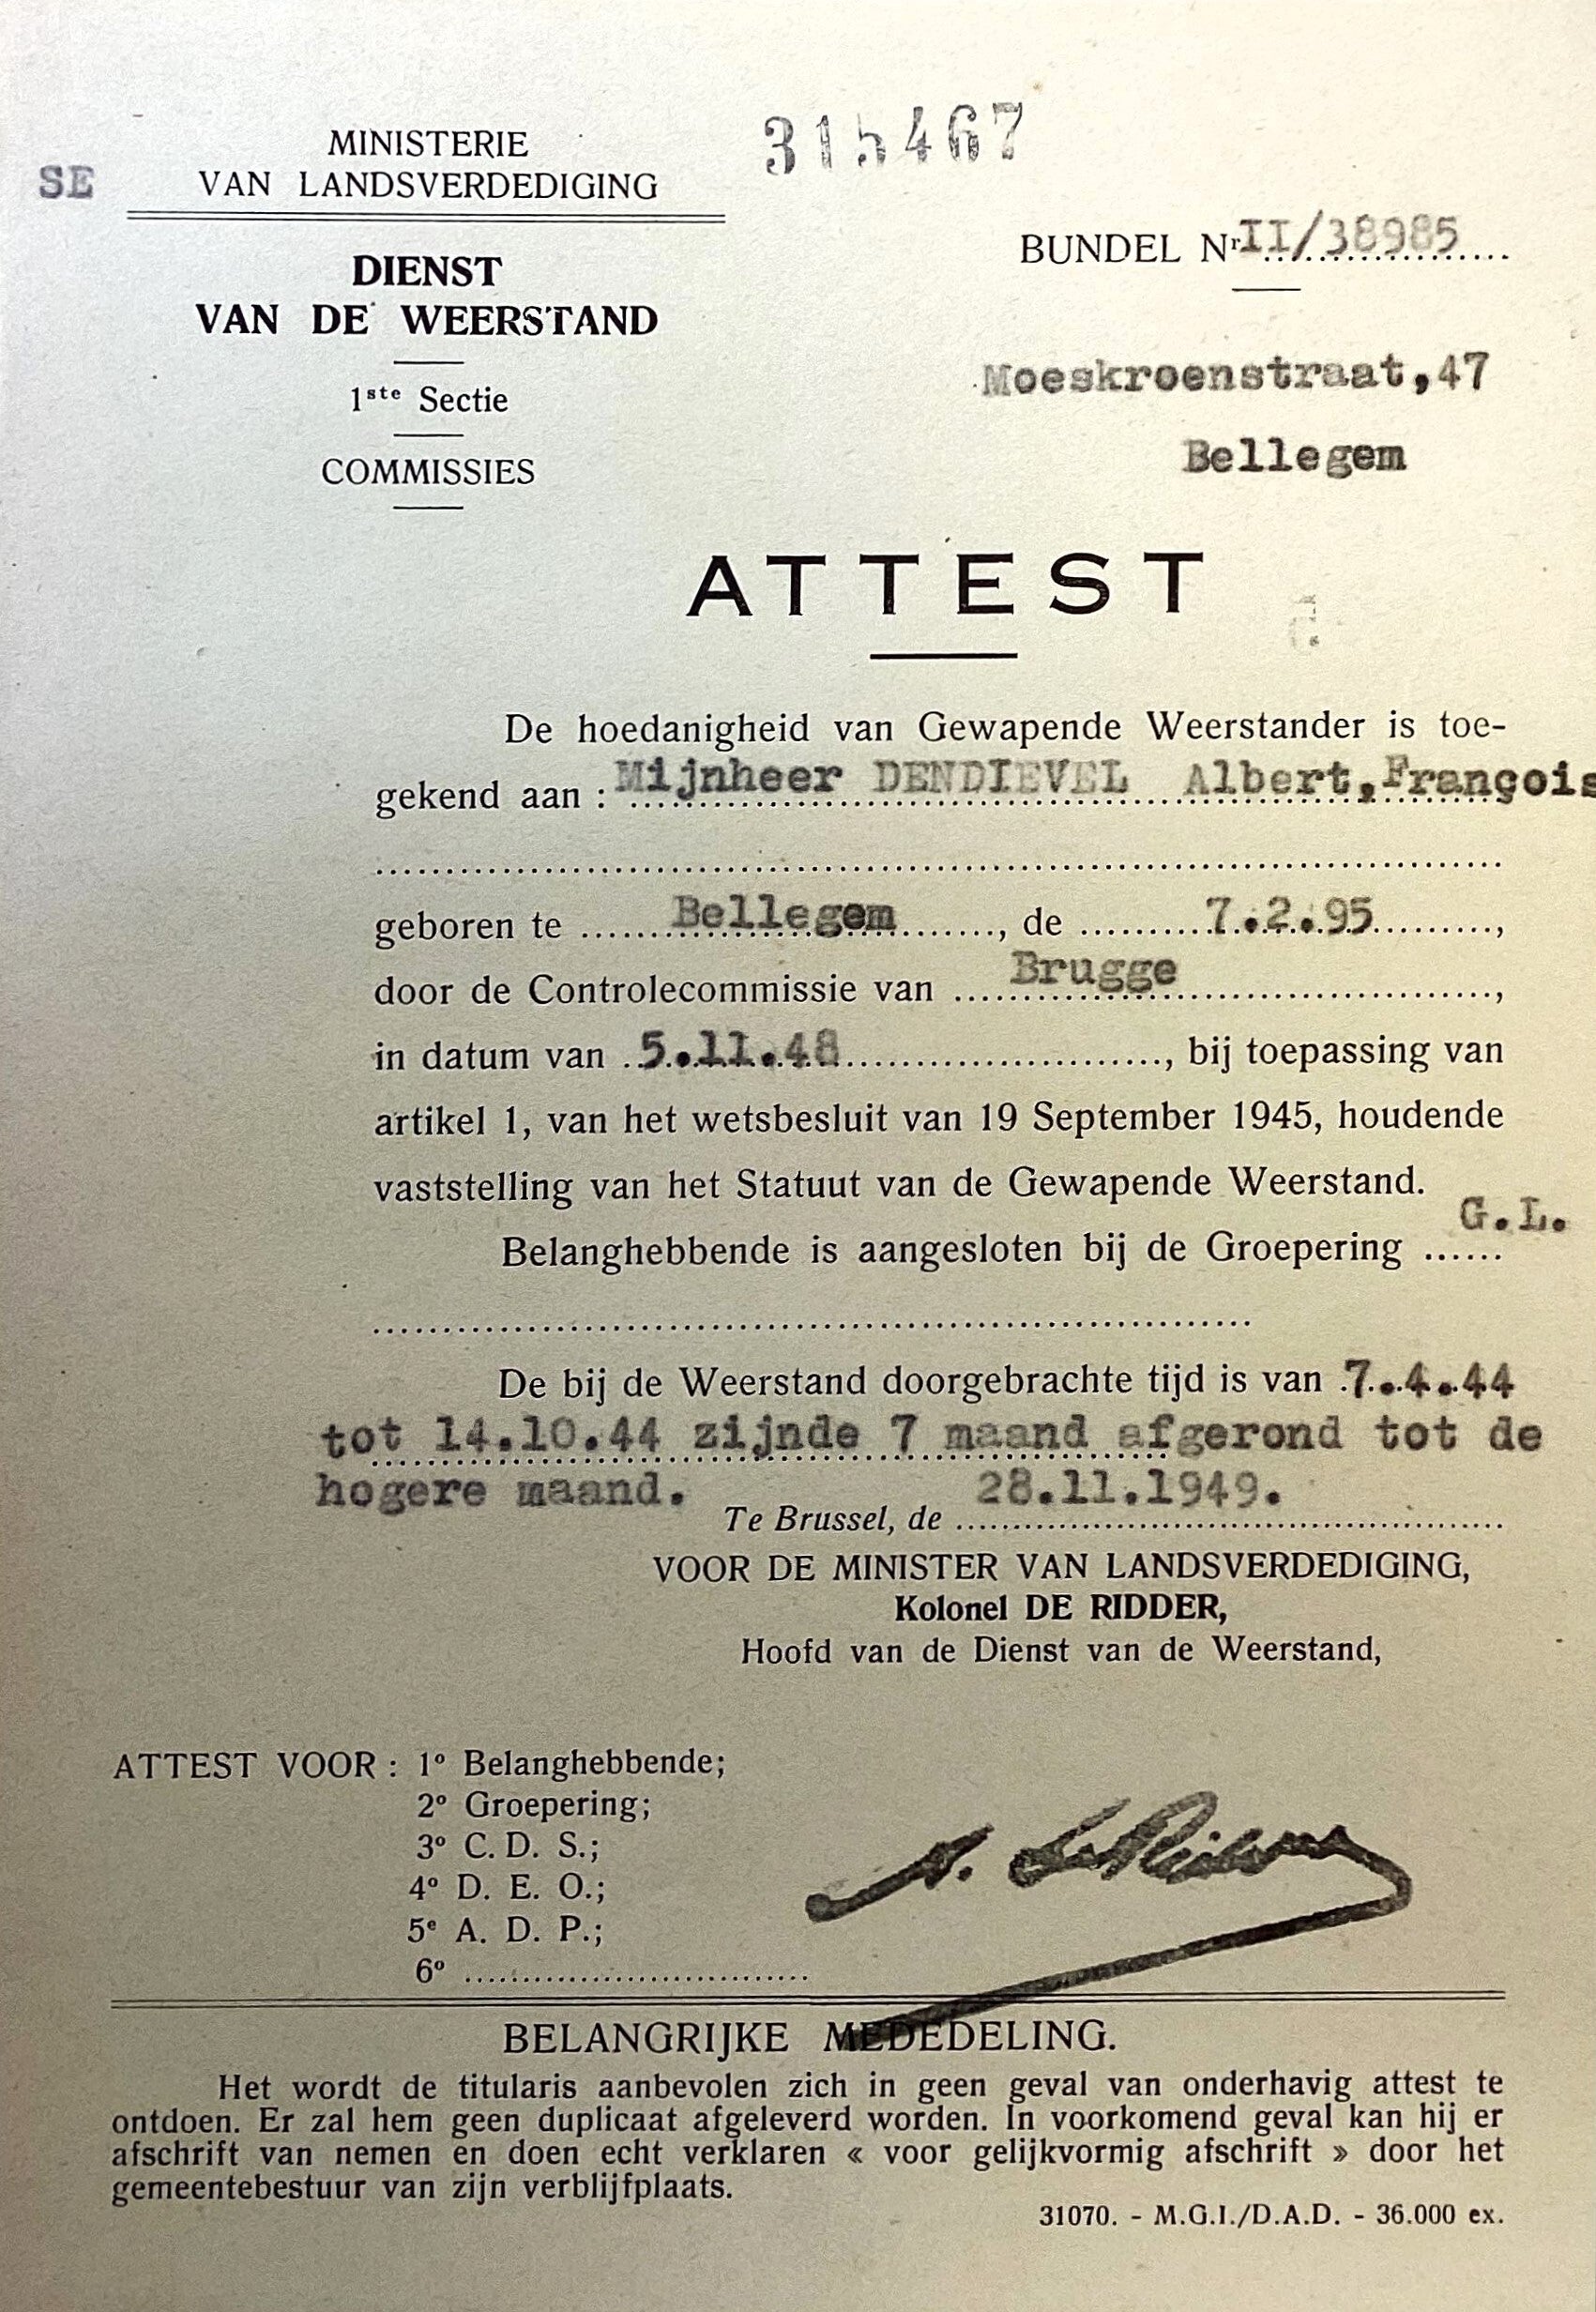 315467
MINISTERIE
SE VAN LANDSVERDEDIGING
BUNDEL Nr II/38985
DIENST
VAN DE WEERSTAND
1ste Sectie
COMMISSIES
Moeskroenstraat,47
Bellegem
ATTEST
De hoedanigheid van Gewapende Weerstander is toe-
gekend aan : Mijnheer DENDIEVEL Albert,François
geboren te Bellegem, de 7.2.95,
door de Controlecommissie van Brugge,
in datum van 5.11.48, bij toepassing van
artikel 1, van het wetsbesluit van 19 September 1945, houdende
vaststelling van het Statuut van de Gewapende Weerstand.
Belanghebbende is aangesloten bij de Groepering G.L.
De bij de Weerstand doorgebrachte tijd is van 7.4.44
tot 14.10.44 zijnde 7 maand afgerond tot de
hogere maand.
Te Brussel, de 28.11.1949.
VOOR DE MINISTER VAN LANDSVERDEDIGING,
Kolonel DE RIDDER,
Hoofd van de Dienst van de Weerstand,
ATTEST VOOR : 1º Belanghebbende;
2º Groepering;
3º C. D. S.;
4º D. E. O.;
5e A. D. P.;
6º
BELANGRIJKE MEDEDELING.
Het wordt de titularis aanbevolen zich in geen geval van onderhavig attest te
ontdoen. Er zal hem geen duplicaat afgeleverd worden. In voorkomend geval kan hij er
afschrift van nemen en doen echt verklaren « voor gelijkvormig afschrift » door het
gemeentebestuur van zijn verblijfplaats.
31070. - M.G.I./D.A.D. - 36.000 ex.